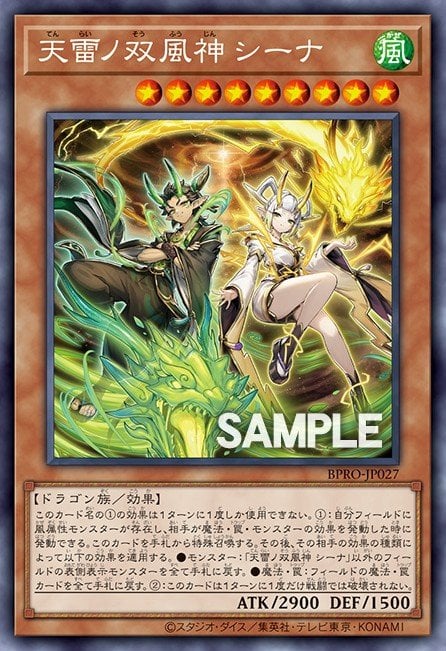 天雷ノ双風神 シーナ 風
SAMPLE
BPRO-JP027
【ドラゴン族／効果】
このカード名の①の効果は1ターンに1度しか使用できない。①：自分フィールドに
風属性モンスターが存在し、相手が魔法・罠・モンスターの効果を発動した時に
発動できる。このカードを手札から特殊召喚する。その後、その相手の効果の種類に
よって以下の効果を適用する。●モンスター：「天雷ノ双風神 シーナ」以外のフィー
ルドの表側表示モンスターを全て手札に戻す。●魔法・罠：フィールドの魔法・罠
カードを全て手札に戻す。②：このカードは1ターンに1度だけ戦闘では破壊されない。
ATK/2900 DEF/1500
©スタジオ・ダイス／集英社・テレビ東京・KONAMI